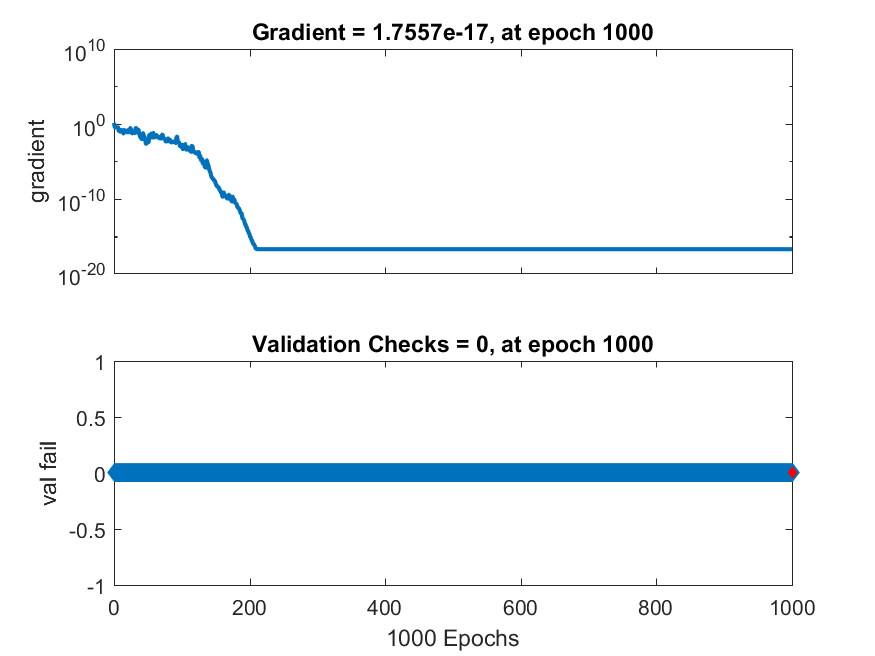 Gradient = 1.7557e-17, at epoch 1000
10^10
10^0
10^-10
10^-20
gradient
Validation Checks = 0, at epoch 1000
1
0.5
0
-0.5
-1
val fail
0 200 400 600 800 1000
1000 Epochs